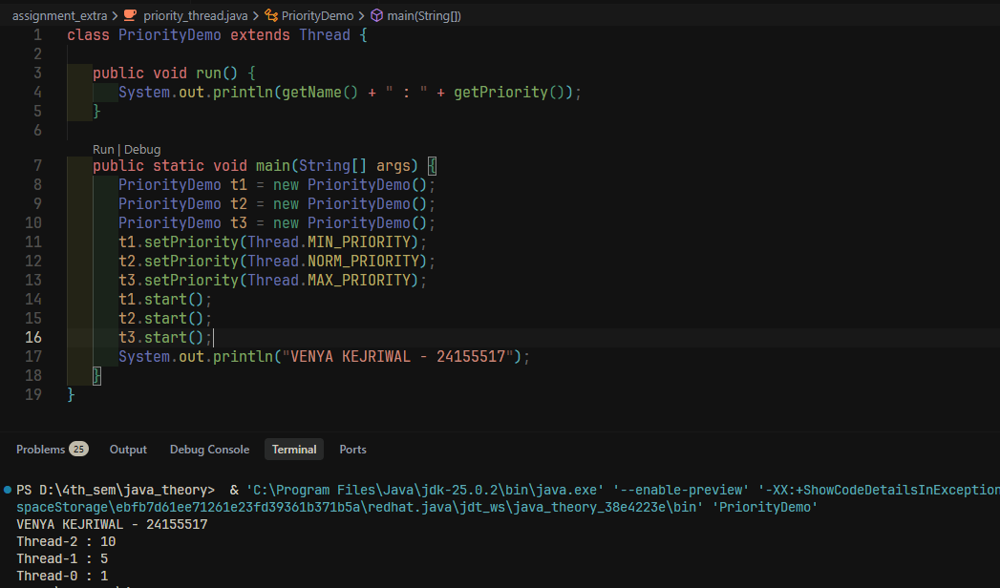 assignment_extra > priority_thread.java > PriorityDemo > main(String[])
1 class PriorityDemo extends Thread {
2
3 public void run() {
4 System.out.println(getName() + " : " + getPriority());
5 }
6
Run | Debug
7 public static void main(String[] args) {
8 PriorityDemo t1 = new PriorityDemo();
9 PriorityDemo t2 = new PriorityDemo();
10 PriorityDemo t3 = new PriorityDemo();
11 t1.setPriority(Thread.MIN_PRIORITY);
12 t2.setPriority(Thread.NORM_PRIORITY);
13 t3.setPriority(Thread.MAX_PRIORITY);
14 t1.start();
15 t2.start();
16 t3.start();
17 System.out.println("VENYA KEJRIWAL - 24155517");
18 }
19 }
Problems 25 Output Debug Console Terminal Ports
PS D:\4th_sem\java_theory> & 'C:\Program Files\Java\jdk-25.0.2\bin\java.exe' '--enable-preview' '-XX:+ShowCodeDetailsInException
spaceStorage\ebfb7d61ee71261e23fd39361b371b5a\redhat.java\jdt_ws\java_theory_38e4223e\bin' 'PriorityDemo'
VENYA KEJRIWAL - 24155517
Thread-2 : 10
Thread-1 : 5
Thread-0 : 1